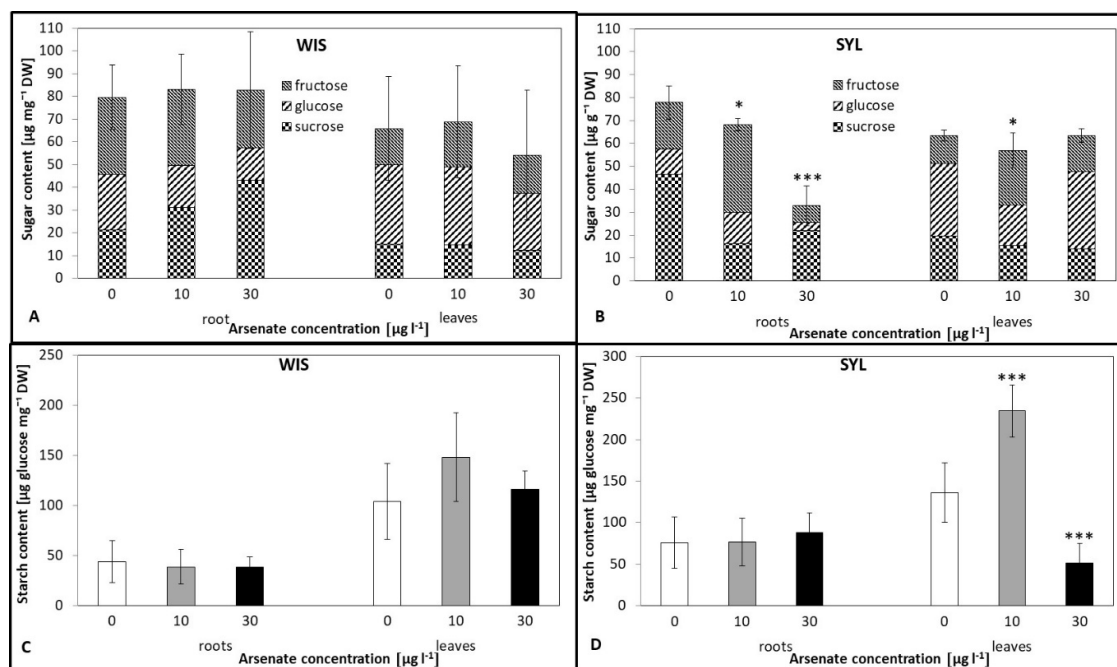 WIS
Sugar content [µg mg⁻¹ DW]
110
100
90
80
70
60
50
40
30
20
10
0
fructose
glucose
sucrose
0 10 30 0 10 30
root leaves
Arsenate concentration [µg l⁻¹]
A
SYL
Sugar content [µg g⁻¹ DW]
110
100
90
80
70
60
50
40
30
20
10
0
fructose
glucose
sucrose
*
***
*
0 10 30 0 10 30
roots leaves
Arsenate concentration [µg l⁻¹]
B
WIS
Starch content [µg glucose mg⁻¹ DW]
250
200
150
100
50
0
0 10 30 0 10 30
roots leaves
Arsenate concentration [µg l⁻¹]
C
SYL
Starch content [µg glucose mg⁻¹ DW]
300
250
200
150
100
50
0
***
***
0 10 30 0 10 30
roots leaves
Arsenate concentration [µg l⁻¹]
D